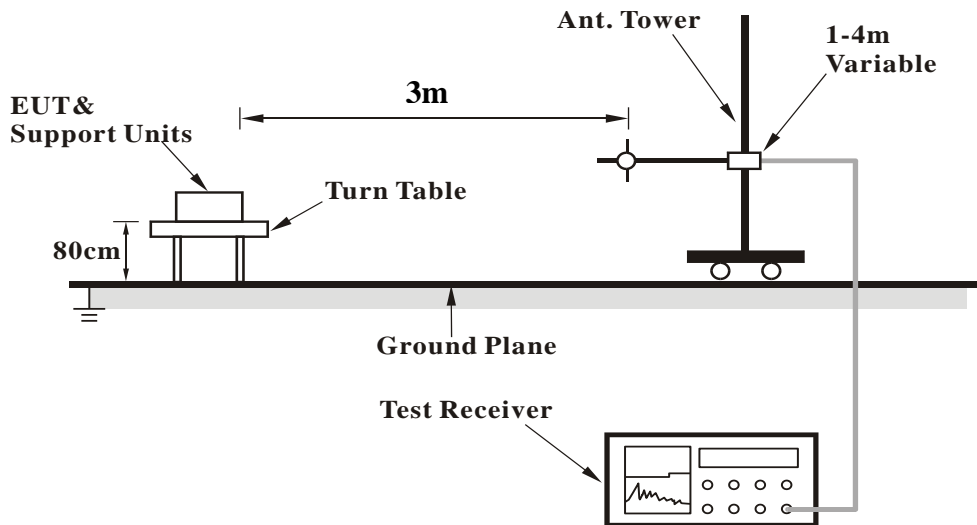 Ant. Tower
1-4m
Variable
3m
EUT&
Support Units
Turn Table
80cm
Ground Plane
Test Receiver